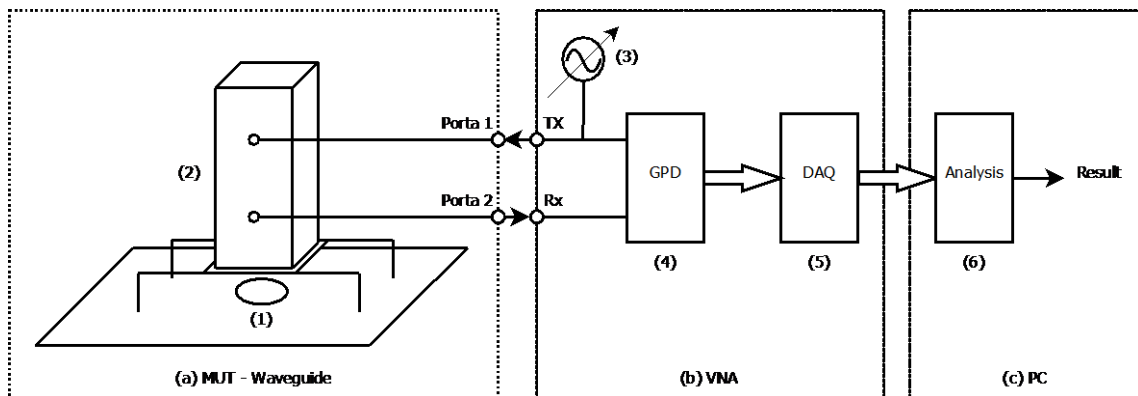 (3)
Porta 1
TX
(2)
GPD
DAQ
Analysis
Result
Porta 2
Rx
(4)
(5)
(6)
(1)
(a) MUT - Waveguide
(b) VNA
(c) PC